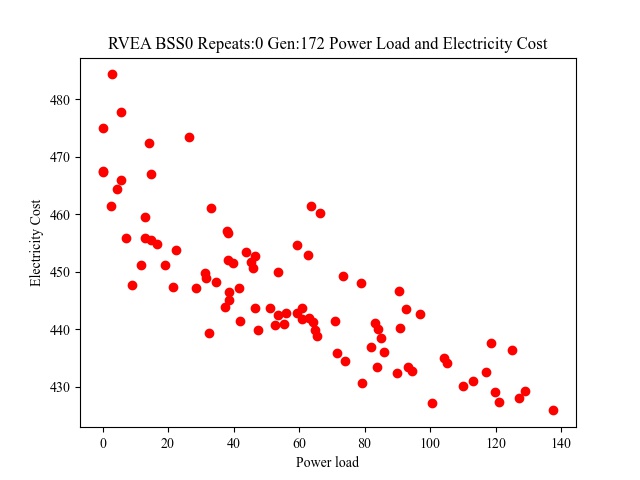 RVEA BSS0 Repeats:0 Gen:172 Power Load and Electricity Cost
480
470
460
450
440
430
Electricity Cost
0 20 40 60 80 100 120 140
Power load